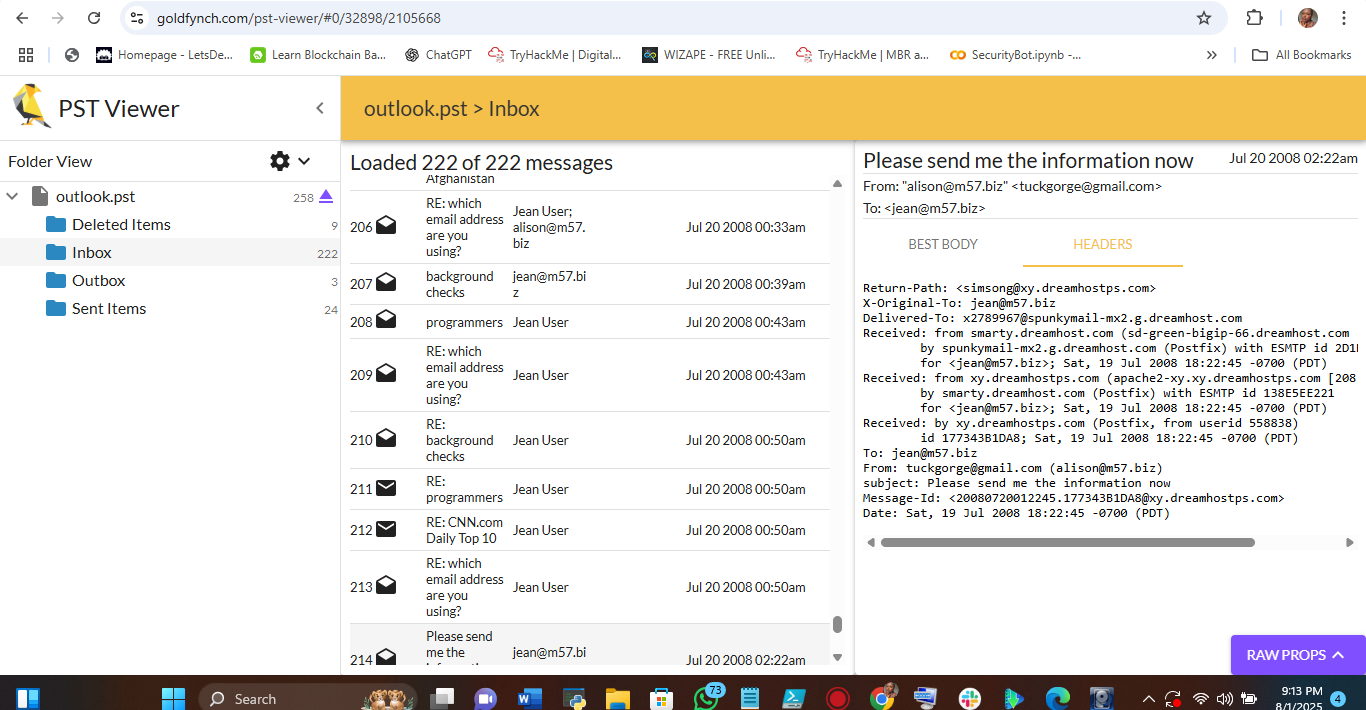 goldfynch.com/pst-viewer/#0/32898/2105668
Homepage - LetsDe...
Learn Blockchain Ba...
ChatGPT
TryHackMe | Digital...
WIZAPE - FREE Unli...
TryHackMe | MBR a...
SecurityBot.ipynb -...
»
All Bookmarks
PST Viewer
outlook.pst > Inbox
Folder View
outlook.pst 258
Deleted Items 9
Inbox 222
Outbox 3
Sent Items 24
Loaded 222 of 222 messages
Afghanistan
206 RE: which email address are you using? Jean User; alison@m57.biz Jul 20 2008 00:33am
207 background checks jean@m57.biz Jul 20 2008 00:39am
208 programmers Jean User Jul 20 2008 00:43am
209 RE: which email address are you using? Jean User Jul 20 2008 00:43am
210 RE: background checks Jean User Jul 20 2008 00:50am
211 RE: programmers Jean User Jul 20 2008 00:50am
212 RE: CNN.com Daily Top 10 Jean User Jul 20 2008 00:50am
213 RE: which email address are you using? Jean User Jul 20 2008 00:50am
214 Please send me the jean@m57.bi Jul 20 2008 02:22am
Please send me the information now Jul 20 2008 02:22am
From: "alison@m57.biz" <tuckgorge@gmail.com>
To: <jean@m57.biz>
BEST BODY
HEADERS
Return-Path: <simsong@xy.dreamhostps.com>
X-Original-To: jean@m57.biz
Delivered-To: x2789967@spunkymail-mx2.g.dreamhost.com
Received: from smarty.dreamhost.com (sd-green-bigip-66.dreamhost.com
by spunkymail-mx2.g.dreamhost.com (Postfix) with ESMTP id 2D1
for <jean@m57.biz>; Sat, 19 Jul 2008 18:22:45 -0700 (PDT)
Received: from xy.dreamhostps.com (apache2-xy.xy.dreamhostps.com [208
by smarty.dreamhost.com (Postfix) with ESMTP id 138E5EE221
for <jean@m57.biz>; Sat, 19 Jul 2008 18:22:45 -0700 (PDT)
Received: by xy.dreamhostps.com (Postfix, from userid 558838)
id 177343B1DA8; Sat, 19 Jul 2008 18:22:45 -0700 (PDT)
To: jean@m57.biz
From: tuckgorge@gmail.com (alison@m57.biz)
subject: Please send me the information now
Message-Id: <20080720012245.177343B1DA8@xy.dreamhostps.com>
Date: Sat, 19 Jul 2008 18:22:45 -0700 (PDT)
RAW PROPS
Search
73
9:13 PM
8/1/2025
4